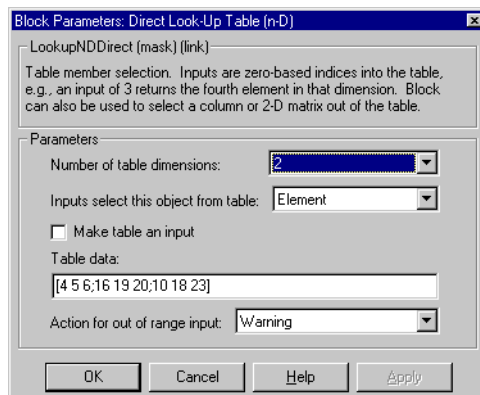 Block Parameters: Direct Look-Up Table (n-D)
LookupNDDirect (mask) (link)
Table member selection. Inputs are zero-based indices into the table,
e.g., an input of 3 returns the fourth element in that dimension. Block
can also be used to select a column or 2-D matrix out of the table.
Parameters
Number of table dimensions: 2
Inputs select this object from table: Element
Make table an input
Table data:
[4 5 6;16 19 20;10 18 23]
Action for out of range input: Warning
OK Cancel Help Apply